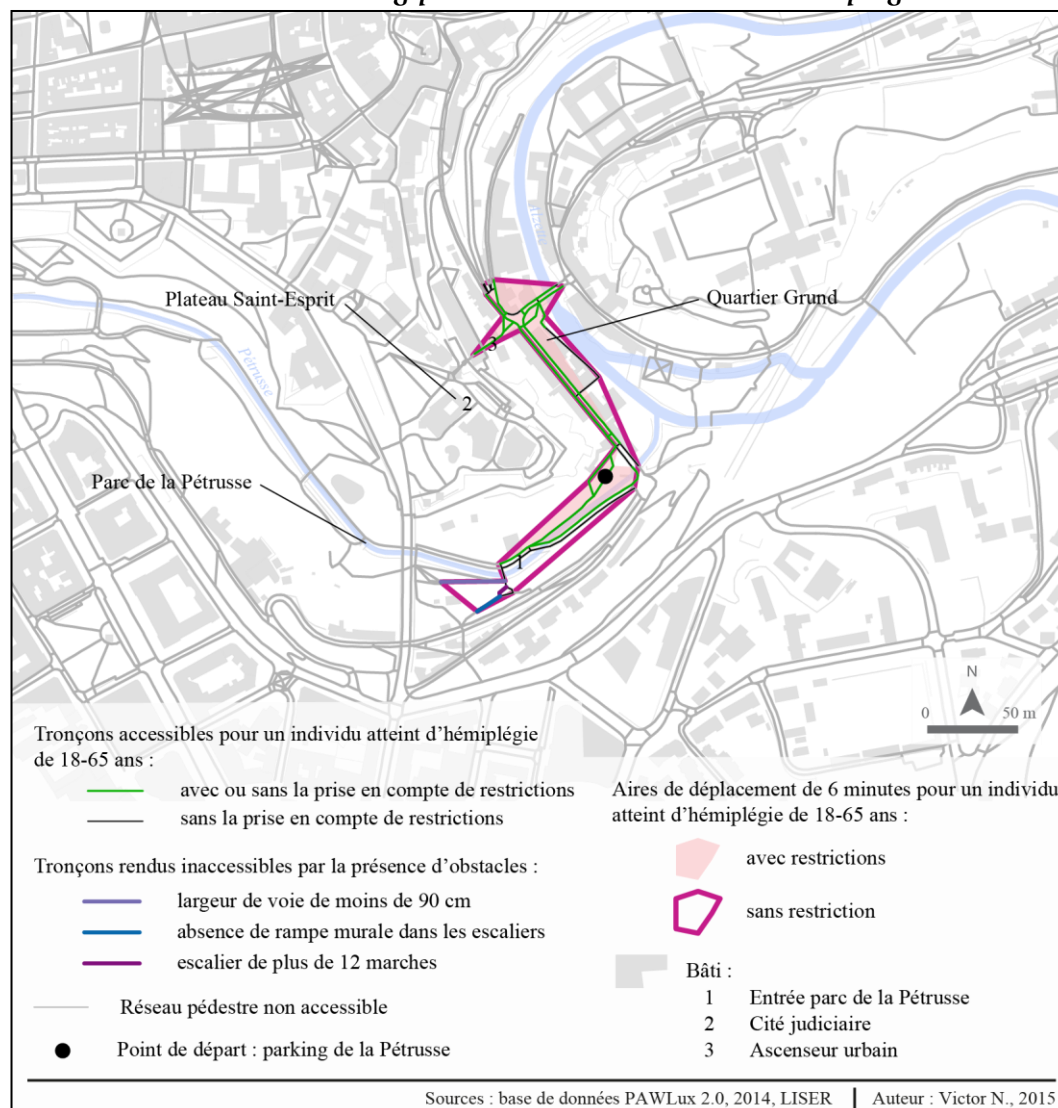 Plateau Saint-Esprit
Quartier Grund
3
2
Pétrusse
Parc de la Pétrusse
1
N
0 50 m
Tronçons accessibles pour un individu atteint d'hémiplégie
de 18-65 ans :
avec ou sans la prise en compte de restrictions
sans la prise en compte de restrictions
Tronçons rendus inaccessibles par la présence d'obstacles :
largeur de voie de moins de 90 cm
absence de rampe murale dans les escaliers
escalier de plus de 12 marches
Réseau pédestre non accessible
Point de départ : parking de la Pétrusse
Aires de déplacement de 6 minutes pour un individu
atteint d'hémiplégie de 18-65 ans :
avec restrictions
sans restriction
Bâti :
1 Entrée parc de la Pétrusse
2 Cité judiciaire
3 Ascenseur urbain
Sources : base de données PAWLux 2.0, 2014, LISER | Auteur : Victor N., 2015